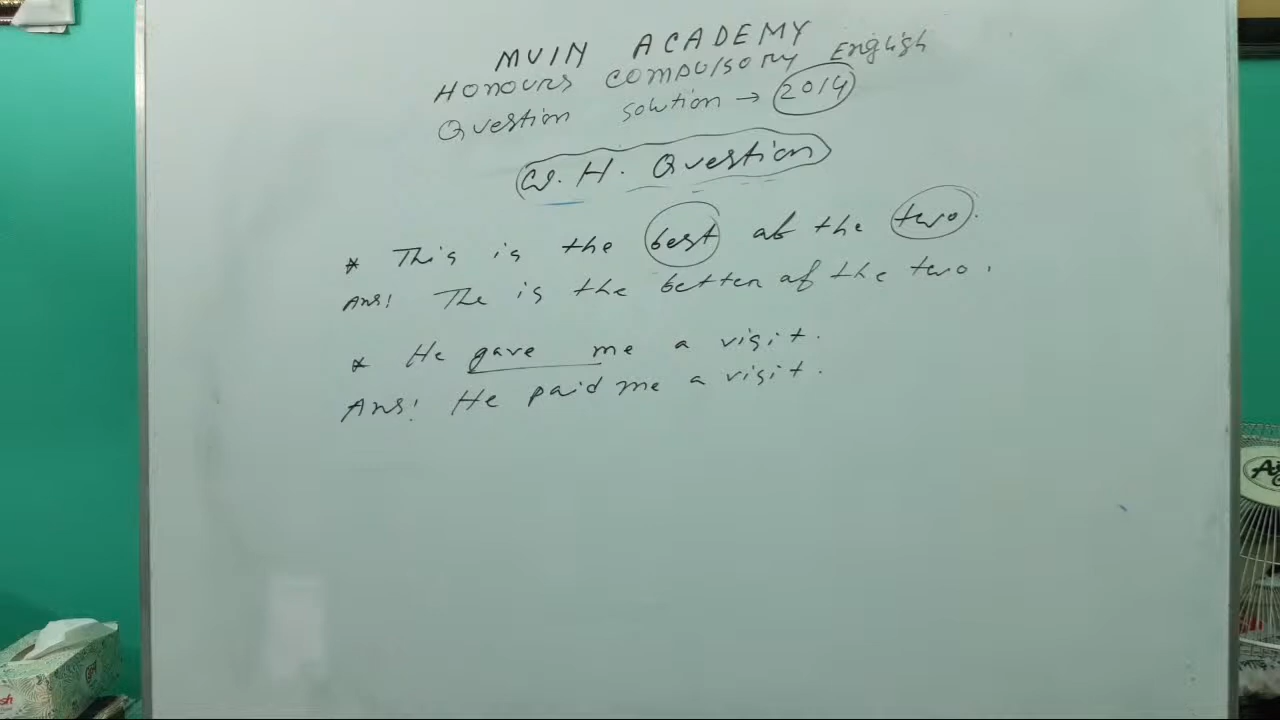 MUIN ACADEMY
HONOURS COMPULSORY English
Question solution → 2014
W. H. Question
* This is the best of the two.
Ans! The is the better of the two.
* He gave me a visit.
Ans! He paid me a visit.